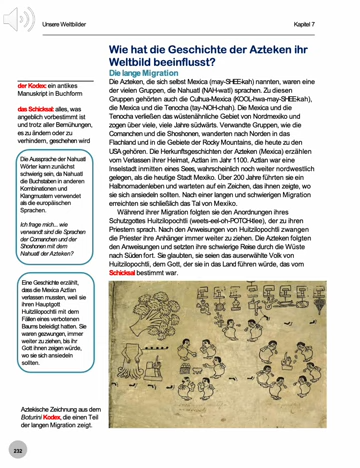 Unsere Weltbilder
Kapitel 7
Wie hat die Geschichte der Azteken ihr
Weltbild beeinflusst?
der Kodex: ein antikes
Manuskript in Buchform
das Schicksal: alles, was
angeblich vorbestimmt ist
und trotz aller Bemühungen,
es zu ändern oder zu
verhindern, geschehen wird
Die Aussprache der Nahuatl
Wörter kann zunächst
schwierig sein, da Nahuatl
die Buchstaben in anderen
Kombinationen und
Klangmustern verwendet
als die europäischen
Sprachen.
Ich frage mich... wie
verwandt sind die Sprachen
der Comanchen und der
Shoshonen mit dem
Nahuatl der Azteken?
Eine Geschichte erzählt,
dass die Mexica Aztlan
verlassen mussten, weil sie
ihren Hauptgott
Huitzilopochtli mit dem
Fällen eines verbotenen
Baums beleidigt hatten. Sie
waren gezwungen, immer
weiter zu ziehen, bis ihr
Gott ihnen zeigen würde,
wo sie sich ansiedeln
sollten.
Aztekische Zeichnung aus dem
Boturini Kodex, die einen Teil
der langen Migration zeigt.
232
Die lange Migration
Die Azteken, die sich selbst Mexica (may-SHEE-kah) nannten, waren eine
der vielen Gruppen, die Nahuatl (NAH-watl) sprachen. Zu diesen
Gruppen gehörten auch die Culhua-Mexica (KOOL-hwa-may-SHEE-kah),
die Mexica und die Tenocha (tay-NOH-chah). Die Mexica und die
Tenocha verließen das wüstenähnliche Gebiet von Nordmexiko und
zogen über viele, viele Jahre südwärts. Verwandte Gruppen, wie die
Comanchen und die Shoshonen, wanderten nach Norden in das
Flachland und in die Gebiete der Rocky Mountains, die heute zu den
USA gehören. Die Herkunftsgeschichten der Azteken (Mexica) erzählen
vom Verlassen ihrer Heimat, Aztlan im Jahr 1100. Aztlan war eine
Inselstadt inmitten eines Sees, wahrscheinlich noch weiter nordwestlich
gelegen, als die heutige Stadt Mexiko. Über 200 Jahre führten sie ein
Halbnomadenleben und warteten auf ein Zeichen, das ihnen zeigte, wo
sie sich ansiedeln sollten. Nach einer langen und schwierigen Migration
erreichten sie schließlich das Tal von Mexiko.
Während ihrer Migration folgten sie den Anordnungen ihres
Schutzgottes Huitzilopochtli (weets-eel-oh-POTCH-lee), der zu ihren
Priestern sprach. Nach den Anweisungen von Huitzilopochtli zwangen
die Priester ihre Anhänger immer weiter zu ziehen. Die Azteken folgten
den Anweisungen und setzten ihre schwierige Reise durch die Wüste
nach Süden fort. Sie glaubten, sie seien das auserwählte Volk von
Huitzilopochtli, dem Gott, der sie in das Land führen würde, das vom
Schicksal bestimmt war.